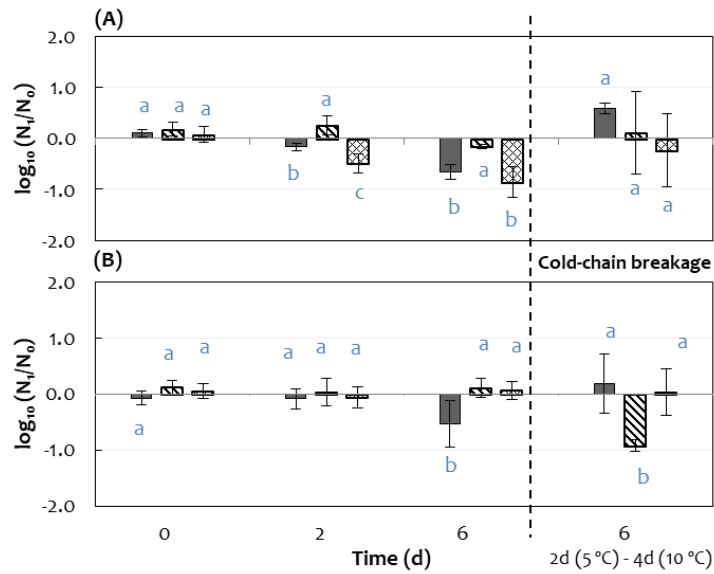 (A)
2.0
1.0
0.0
-1.0
-2.0
log₁₀ (N₁/N₀)
a a a
b a c
b a b
a a a
Cold-chain breakage
(B)
2.0
1.0
0.0
-1.0
-2.0
log₁₀ (N₁/N₀)
a a a
a a a
b a a
a b a
0 2 6 6
Time (d) 2d (5 ºC) - 4d (10 ºC)